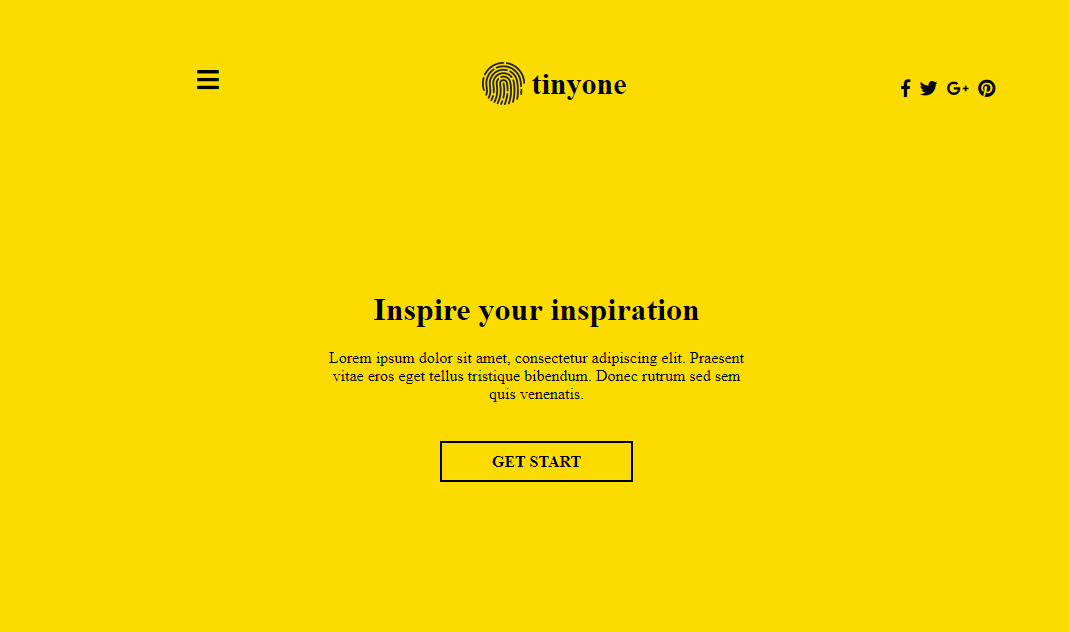 tinyone
Inspire your inspiration
Lorem ipsum dolor sit amet, consectetur adipiscing elit. Praesent
vitae eros eget tellus tristique bibendum. Donec rutrum sed sem
quis venenatis.
GET START